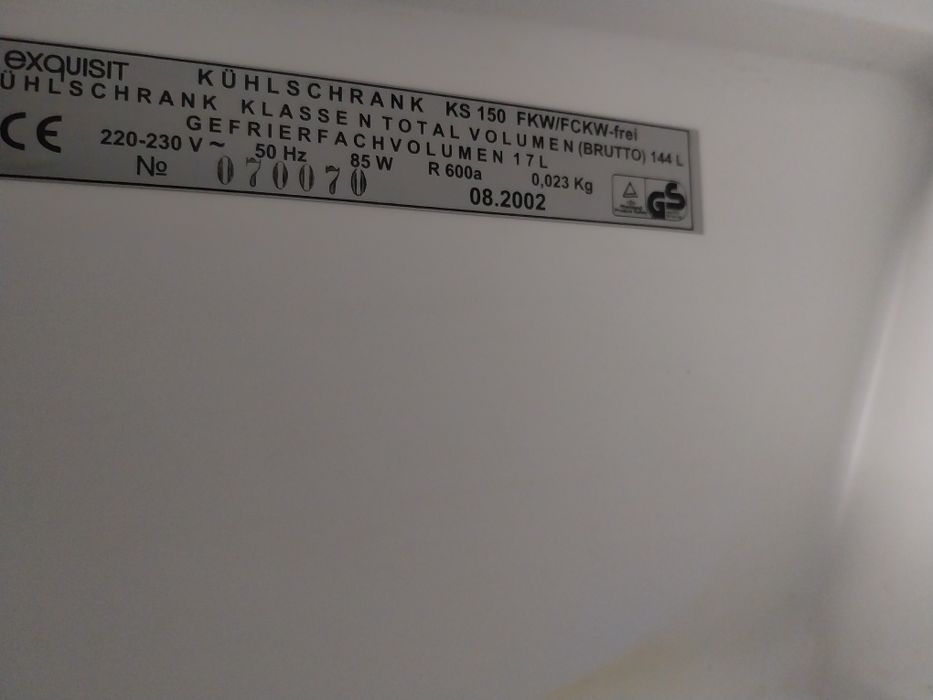 exquisit KÜHLSCHRANK KS 150 FKW/FCKW-frei
ÜHLSCHRANK KLASSE N TOTAL VOLUMEN (BRUTTO) 144 L
GEFRIERFACHVOLUMEN 17 L
CE 220-230 V ~ 50 Hz 85 W R 600a 0,023 Kg
№ 070070 08.2002
GS